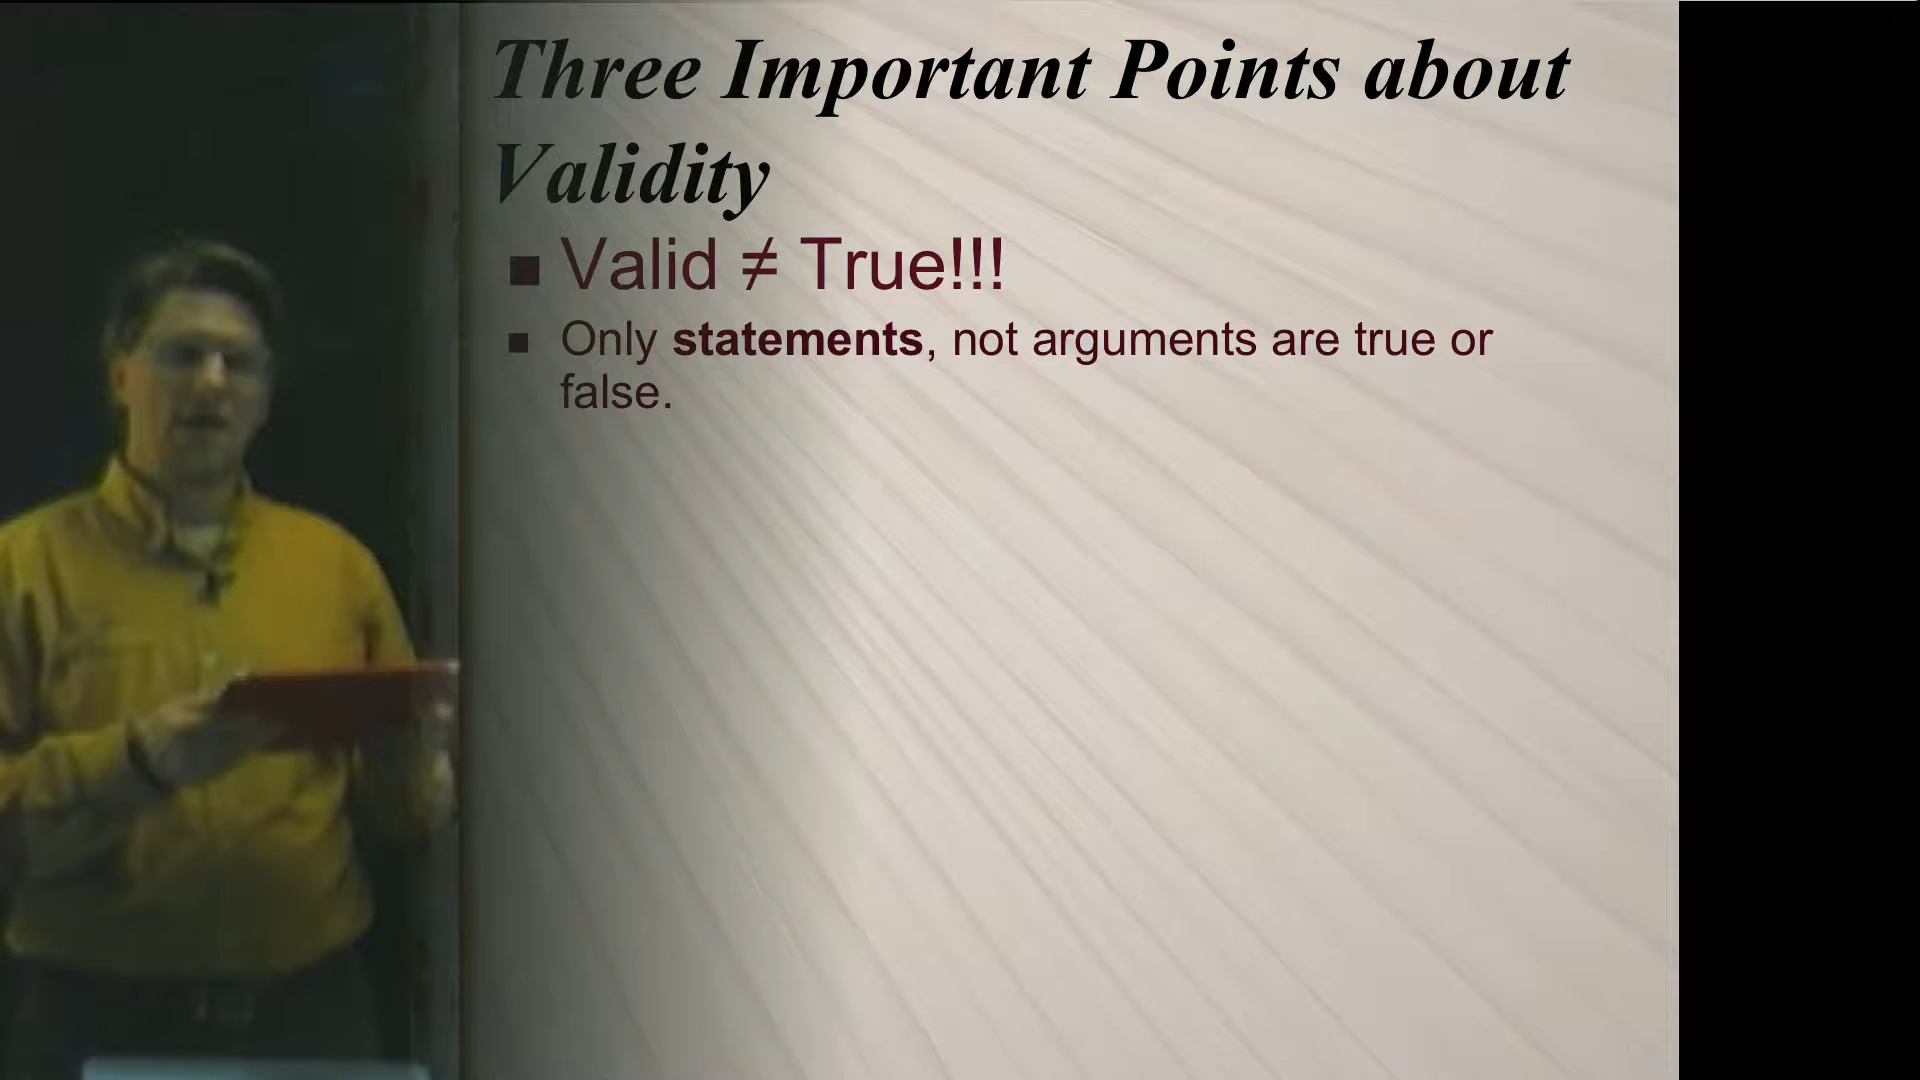 Three Important Points about
Validity
■ Valid ≠ True!!!
■ Only statements, not arguments are true or
false.